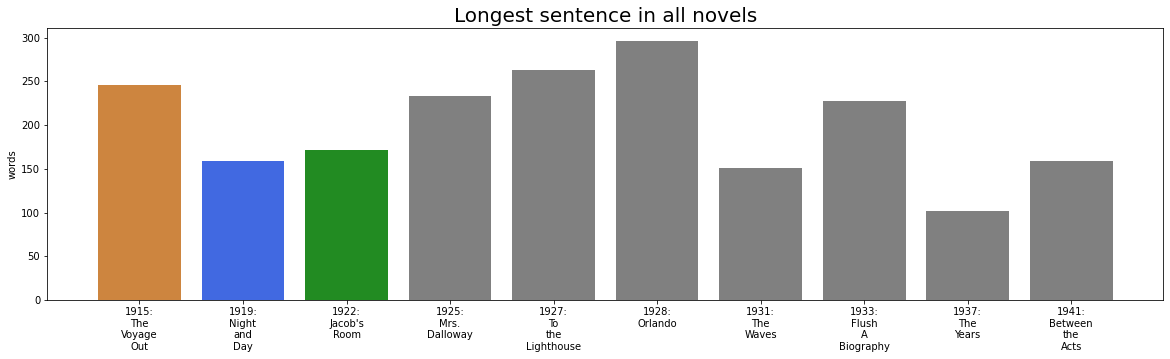 Longest sentence in all novels
300
250
200
150
100
50
0
words
1915:
The
Voyage
Out
1919:
Night
and
Day
1922:
Jacob's
Room
1925:
Mrs.
Dalloway
1927:
To
the
Lighthouse
1928:
Orlando
1931:
The
Waves
1933:
Flush
A
Biography
1937:
The
Years
1941:
Between
the
Acts